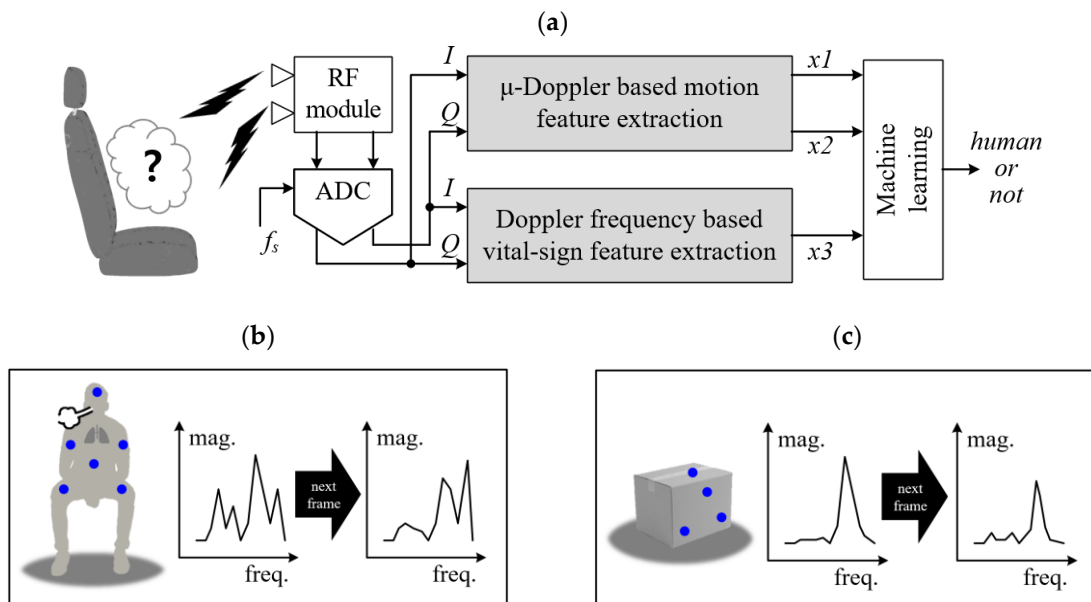 (a)
?
RF
module
ADC
f_s
I
Q
μ-Doppler based motion
feature extraction
I
Q
Doppler frequency based
vital-sign feature extraction
x1
x2
x3
Machine
learning
human
or
not
(b)
mag.
freq.
next
frame
mag.
freq.
(c)
mag.
freq.
next
frame
mag.
freq.